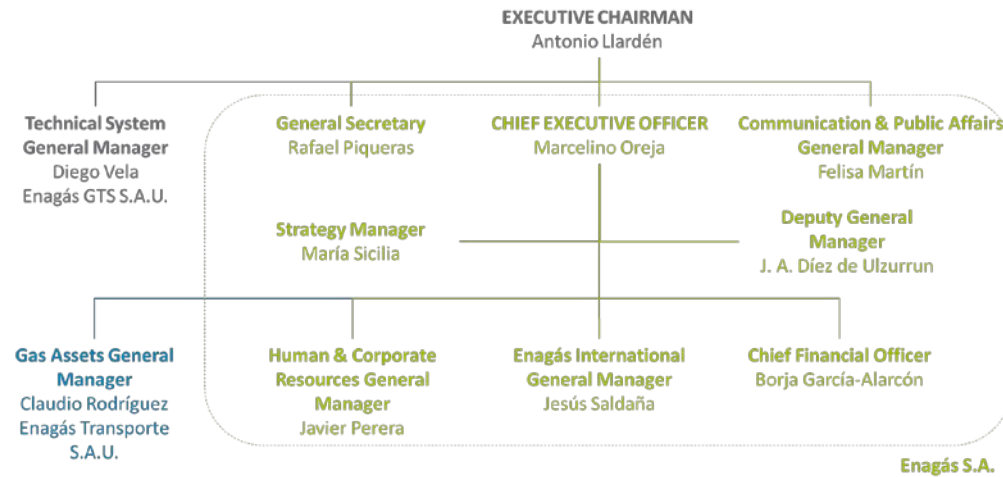 EXECUTIVE CHAIRMAN
Antonio Llardén
Technical System
General Manager
Diego Vela
Enagás GTS S.A.U.
General Secretary
Rafael Piqueras
CHIEF EXECUTIVE OFFICER
Marcelino Oreja
Communication & Public Affairs
General Manager
Felisa Martín
Strategy Manager
María Sicilia
Deputy General
Manager
J. A. Díez de Ulzurrun
Gas Assets General
Manager
Claudio Rodríguez
Enagás Transporte
S.A.U.
Human & Corporate
Resources General
Manager
Javier Perera
Enagás International
General Manager
Jesús Saldaña
Chief Financial Officer
Borja García-Alarcón
Enagás S.A.